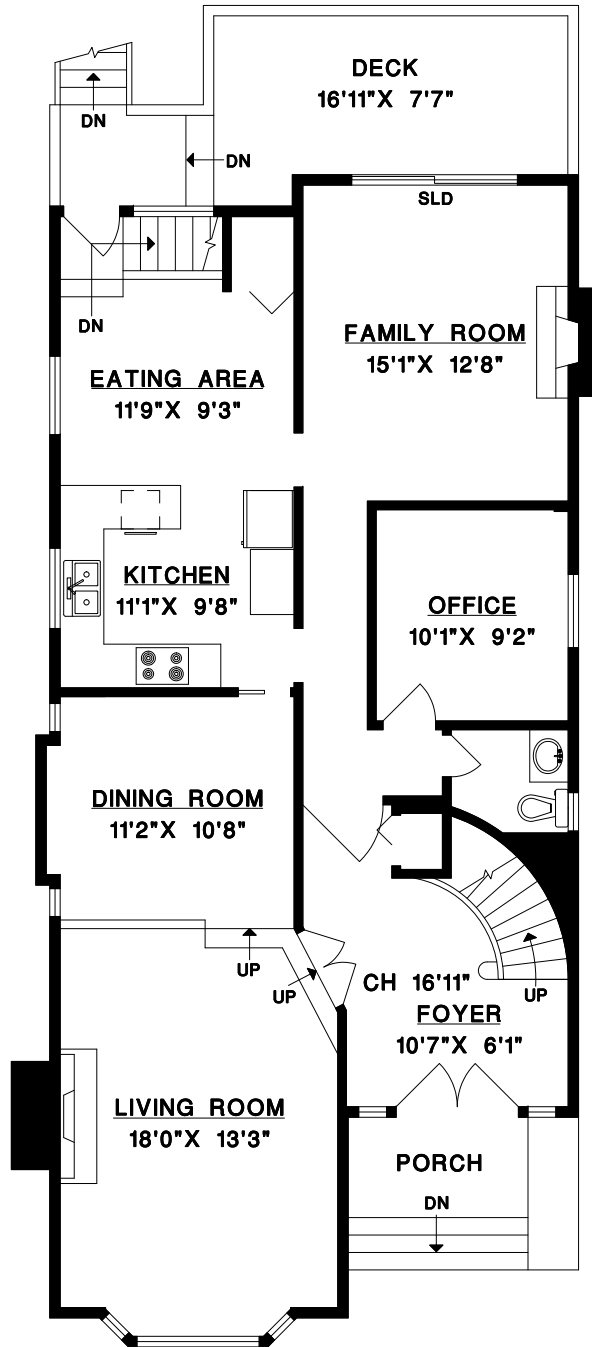 DECK
16'11"X 7'7"
DN
DN
SLD
DN
FAMILY ROOM
15'1"X 12'8"
EATING AREA
11'9"X 9'3"
KITCHEN
11'1"X 9'8"
OFFICE
10'1"X 9'2"
DINING ROOM
11'2"X 10'8"
UP
UP
CH 16'11"
UP
FOYER
10'7"X 6'1"
LIVING ROOM
18'0"X 13'3"
PORCH
DN